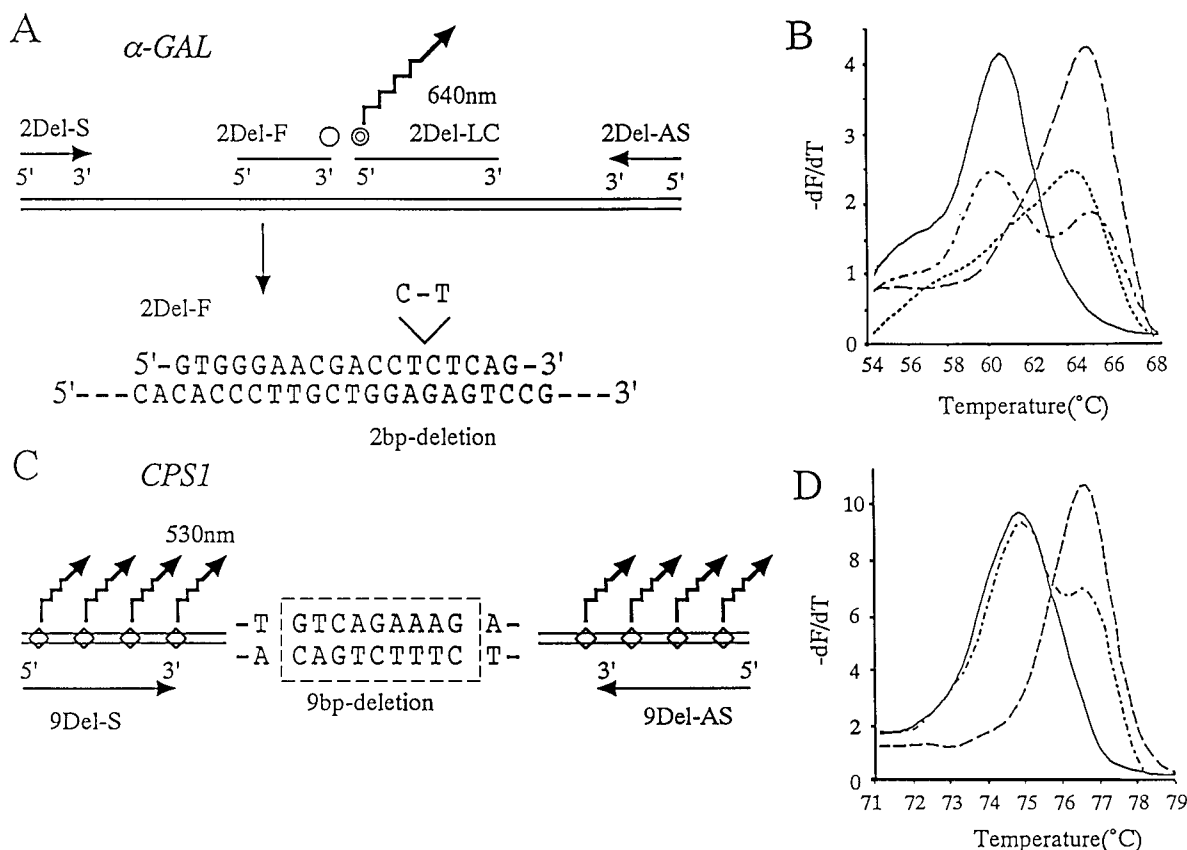 A
α-GAL
640nm
2Del-S
2Del-F
2Del-LC
2Del-AS
5' 3' 5' 3' 5' 3' 3' 5'
C-T
2Del-F
5'-GTGGGAACGACCTCTCAG-3'
5'---CACACCCTTGCTGGAGAGTCCG----3'
2bp-deletion
B
4
3
2
1
0
-dF/dT
54 56 58 60 62 64 66 68
Temperature(°C)
C
CPS1
530nm
-T GTCAGAAAG A-
-A CAGTCTTTC T-
5' 3' 3' 5'
9bp-deletion
9Del-S
9Del-AS
D
10
8
6
4
2
0
-dF/dT
71 72 73 74 75 76 77 78 79
Temperature(°C)